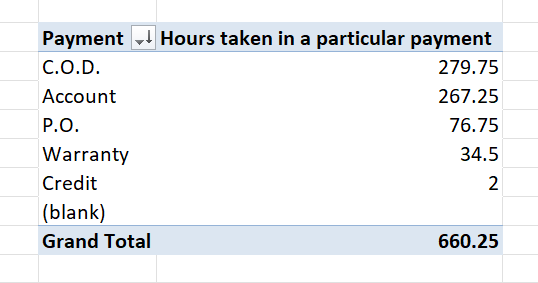 Payment Hours taken in a particular payment
C.O.D. 279.75
Account 267.25
P.O. 76.75
Warranty 34.5
Credit 2
(blank)
Grand Total 660.25